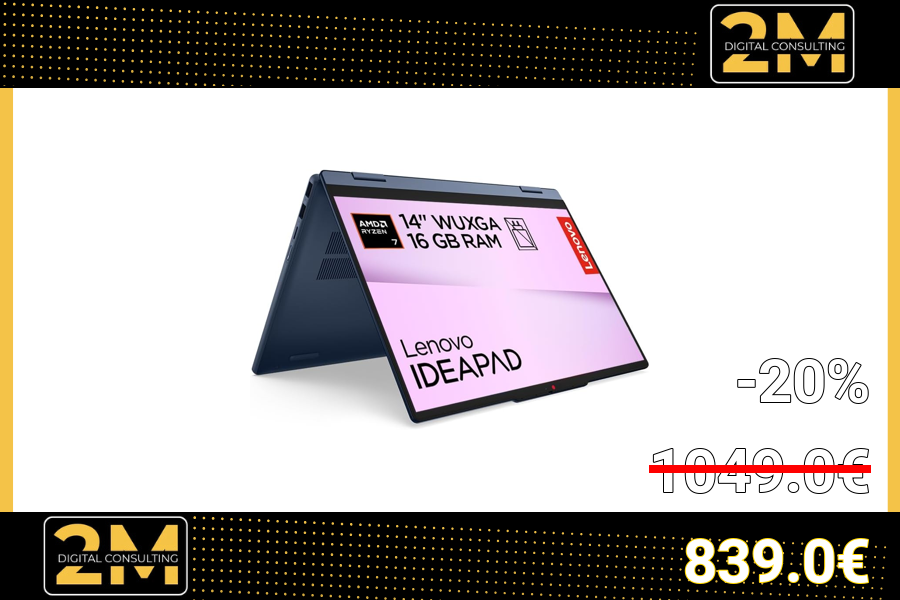 2M
DIGITAL CONSULTING
AMD
RYZEN
7
14" WUXGA
16 GB RAM
Lenovo
Lenovo
IDEAPAD
-20%
1049.0€
2M
DIGITAL CONSULTING
839.0€